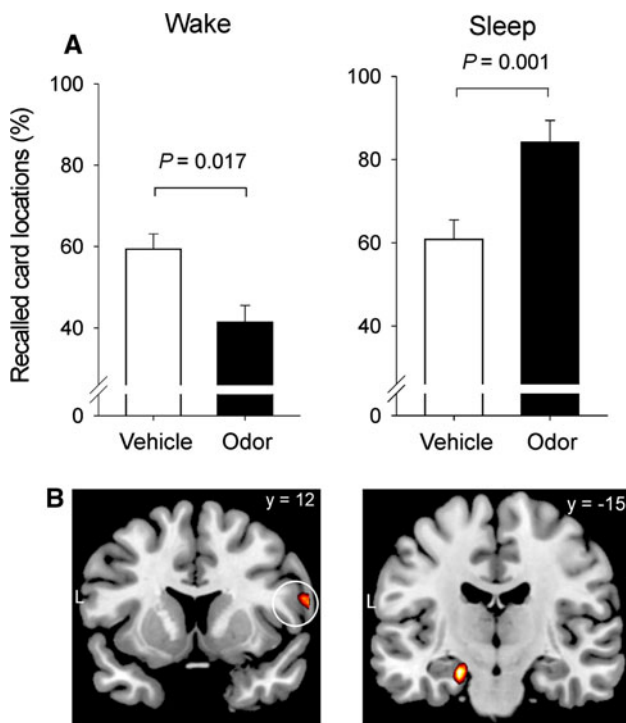 Wake
Sleep
A
Recalled card locations (%)
100
80
60
40
0
P = 0.017
Vehicle
Odor
100
80
60
40
0
P = 0.001
Vehicle
Odor
B
y = 12
L
y = -15
L